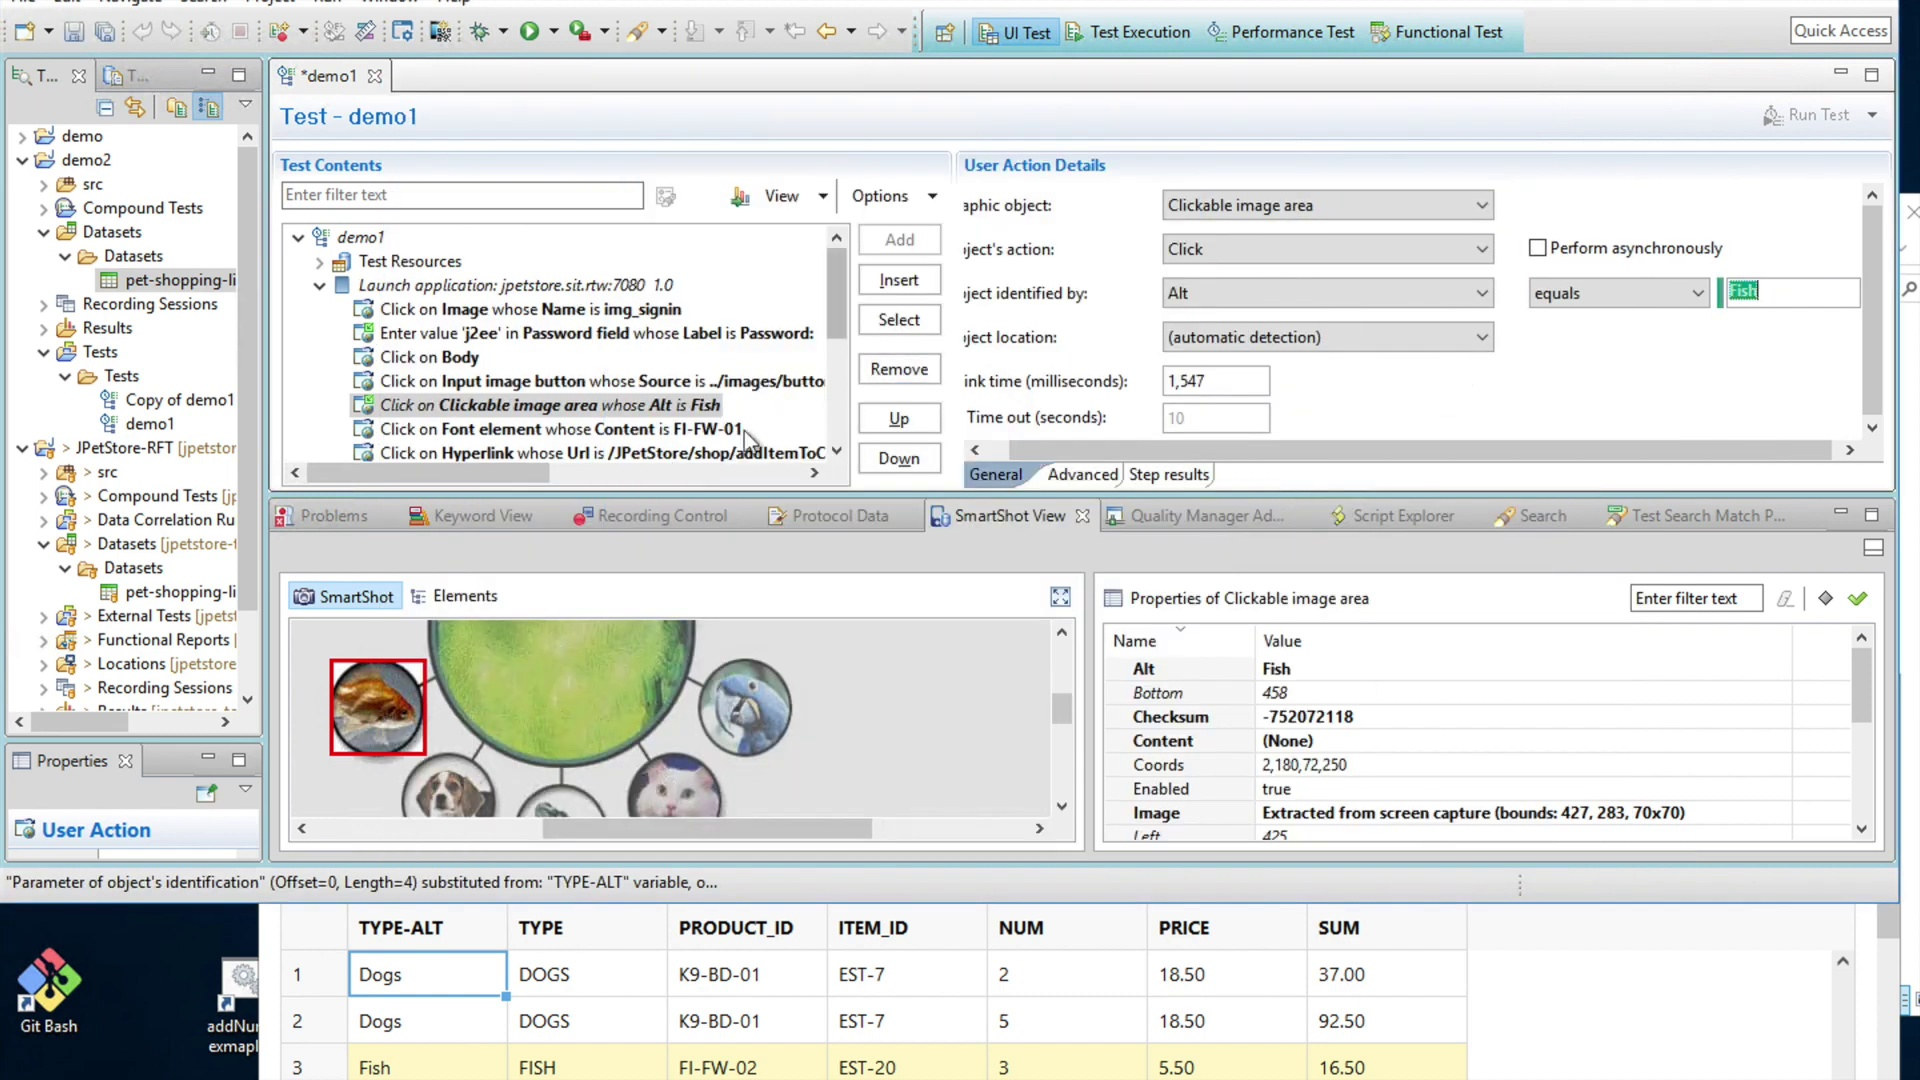 Quick Access
UI Test
Test Execution
Performance Test
Functional Test
T...
T...
*demo1
Test - demo1
Run Test
demo
demo2
src
Compound Tests
Datasets
Datasets
pet-shopping-li
Recording Sessions
Results
Tests
Tests
Copy of demo1
demo1
> JPetStore-RFT [jpetstor
> src
> Compound Tests [jp
> Data Correlation Ru
> Datasets [jpetstore-t
> Datasets
pet-shopping-li
> External Tests [jpets
> Functional Reports
> Locations [jpetstore
> Recording Sessions
Test Contents
Enter filter text
View
Options
demo1
Test Resources
Launch application: jpetstore.sit.rtw:7080 1.0
Click on Image whose Name is img_signin
Enter value 'j2ee' in Password field whose Label is Password:
Click on Body
Click on Input image button whose Source is ../images/butto
Click on Clickable image area whose Alt is Fish
Click on Font element whose Content is FI-FW-01
Click on Hyperlink whose Url is /JPetStore/shop/addItemToC
Add
Insert
Select
Remove
Up
Down
User Action Details
aphic object:
Clickable image area
ject's action:
Click
Perform asynchronously
ject identified by:
Alt
equals
Fish
ject location:
(automatic detection)
ink time (milliseconds):
1,547
Time out (seconds):
10
General
Advanced
Step results
Problems
Keyword View
Recording Control
Protocol Data
SmartShot View
Quality Manager Ad...
Script Explorer
Search
Test Search Match P...
SmartShot
Elements
Properties of Clickable image area
Enter filter text
Name Value
Alt Fish
Bottom 458
Checksum -752072118
Content (None)
Coords 2,180,72,250
Enabled true
Image Extracted from screen capture (bounds: 427, 283, 70x70)
Left 425
Properties
User Action
"Parameter of object's identification" (Offset=0, Length=4) substituted from: "TYPE-ALT" variable, o...
Git Bash
addNu
exmapl
TYPE-ALT TYPE PRODUCT_ID ITEM_ID NUM PRICE SUM
1 Dogs DOGS K9-BD-01 EST-7 2 18.50 37.00
2 Dogs DOGS K9-BD-01 EST-7 5 18.50 92.50
3 Fish FISH FI-FW-02 EST-20 3 5.50 16.50